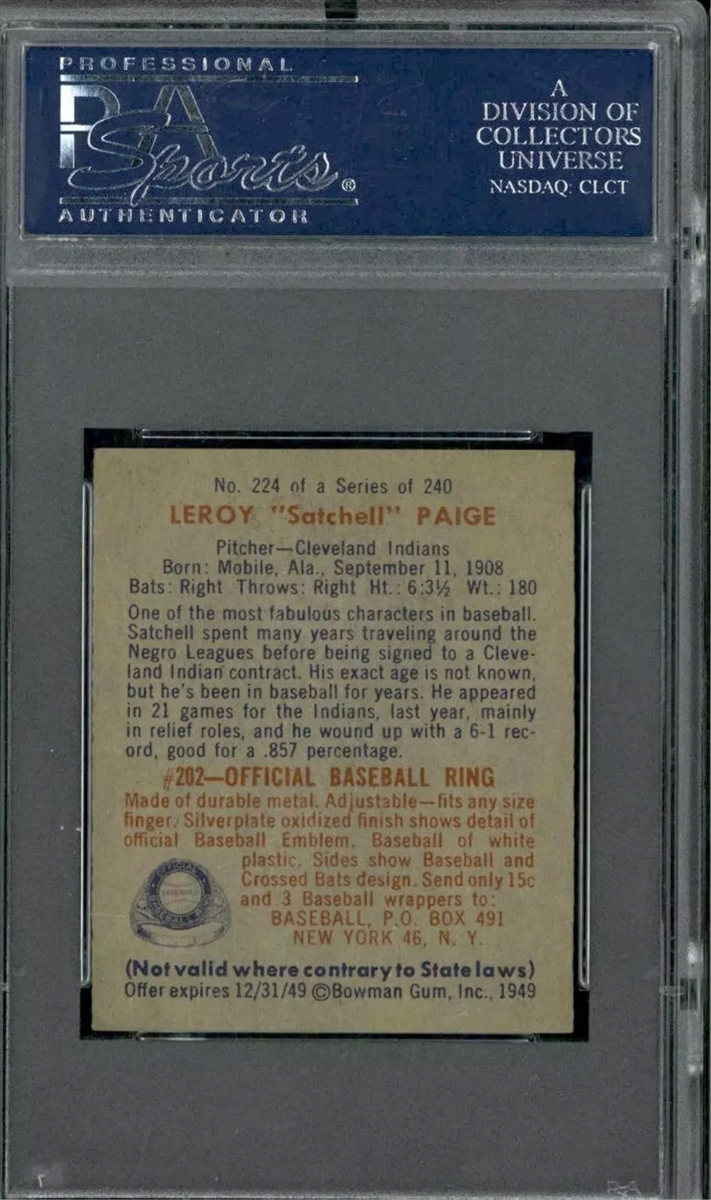 PROFESSIONAL
PSA
Sports®
AUTHENTICATOR
A
DIVISION OF
COLLECTORS
UNIVERSE
NASDAQ: CLCT
No. 224 of a Series of 240
LEROY "Satchell" PAIGE
Pitcher—Cleveland Indians
Born: Mobile, Ala., September 11, 1908
Bats: Right Throws: Right Ht.: 6:3½ Wt.: 180
One of the most fabulous characters in baseball.
Satchell spent many years traveling around the
Negro Leagues before being signed to a Cleve-
land Indian contract. His exact age is not known,
but he's been in baseball for years. He appeared
in 21 games for the Indians, last year, mainly
in relief roles, and he wound up with a 6-1 rec-
ord, good for a .857 percentage.
#202—OFFICIAL BASEBALL RING
Made of durable metal. Adjustable—fits any size
finger. Silverplate oxidized finish shows detail of
official Baseball Emblem. Baseball of white
plastic. Sides show Baseball and
Crossed Bats design. Send only 15c
and 3 Baseball wrappers to:
BASEBALL, P.O. BOX 491
NEW YORK 46, N. Y.
OFFICIAL
BASEBALL RING
(Not valid where contrary to State laws)
Offer expires 12/31/49 ©Bowman Gum, Inc., 1949